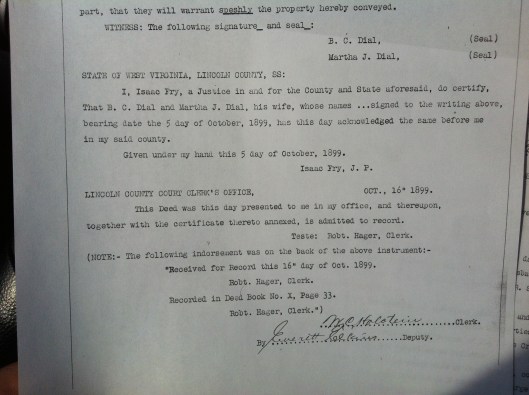 part, that they will warrant speshly the property hereby conveyed.
WITNESS: The following signature_ and seal_:
B. C. Dial, (Seal)
Martha J. Dial, (Seal)
STATE OF WEST VIRGINIA, LINCOLN COUNTY, SS:
I, Isaac Fry, a Justice in and for the County and State aforesaid, do certify,
That B. C. Dial and Martha J. Dial, his wife, whose names ...signed to the writing above,
bearing date the 5 day of October, 1899, has this day acknowledged the same before me
in my said county.
Given under my hand this 5 day of October, 1899.
Isaac Fry, J. P.
LINCOLN COUNTY COURT CLERK'S OFFICE, OCT., 16" 1899.
This Deed was this day presented to me in my office, and thereupon,
together with the certificate thereto annexed, is admitted to record.
Teste: Robt. Hager, Clerk.
(NOTE:- The following indorsement was on the back of the above instrument:-
"Received for Record this 16" day of Oct. 1899.
Robt. Hager, Clerk.
Recorded in Deed Book No. X, Page 33.
Robt. Hager, Clerk.")
Holstein Clerk.
By Everett Deputy.